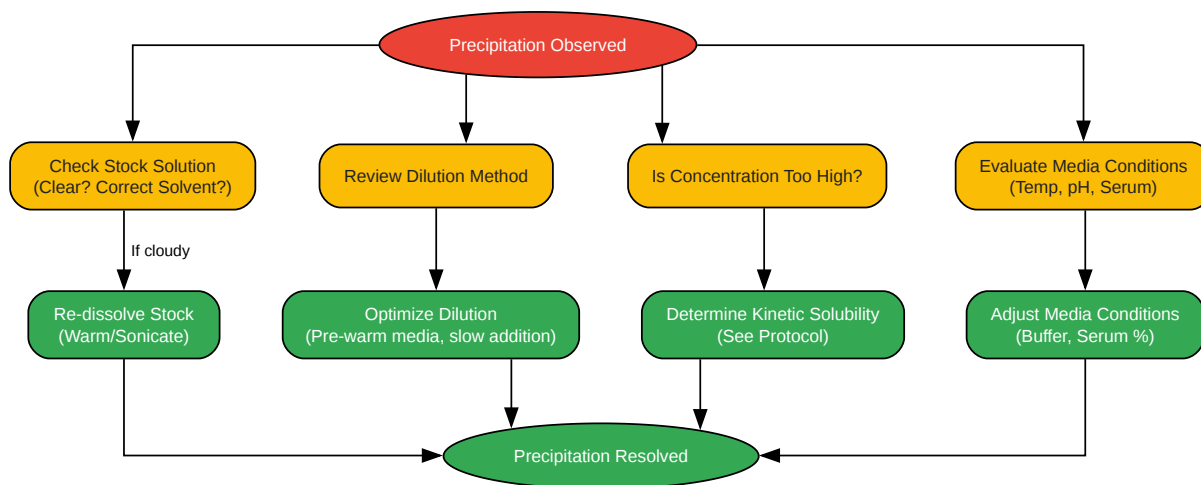 Precipitation Observed
Check Stock Solution
(Clear? Correct Solvent?)
Review Dilution Method
Is Concentration Too High?
Evaluate Media Conditions
(Temp, pH, Serum)
If cloudy
Re-dissolve Stock
(Warm/Sonicate)
Optimize Dilution
(Pre-warm media, slow addition)
Determine Kinetic Solubility
(See Protocol)
Adjust Media Conditions
(Buffer, Serum %)
Precipitation Resolved